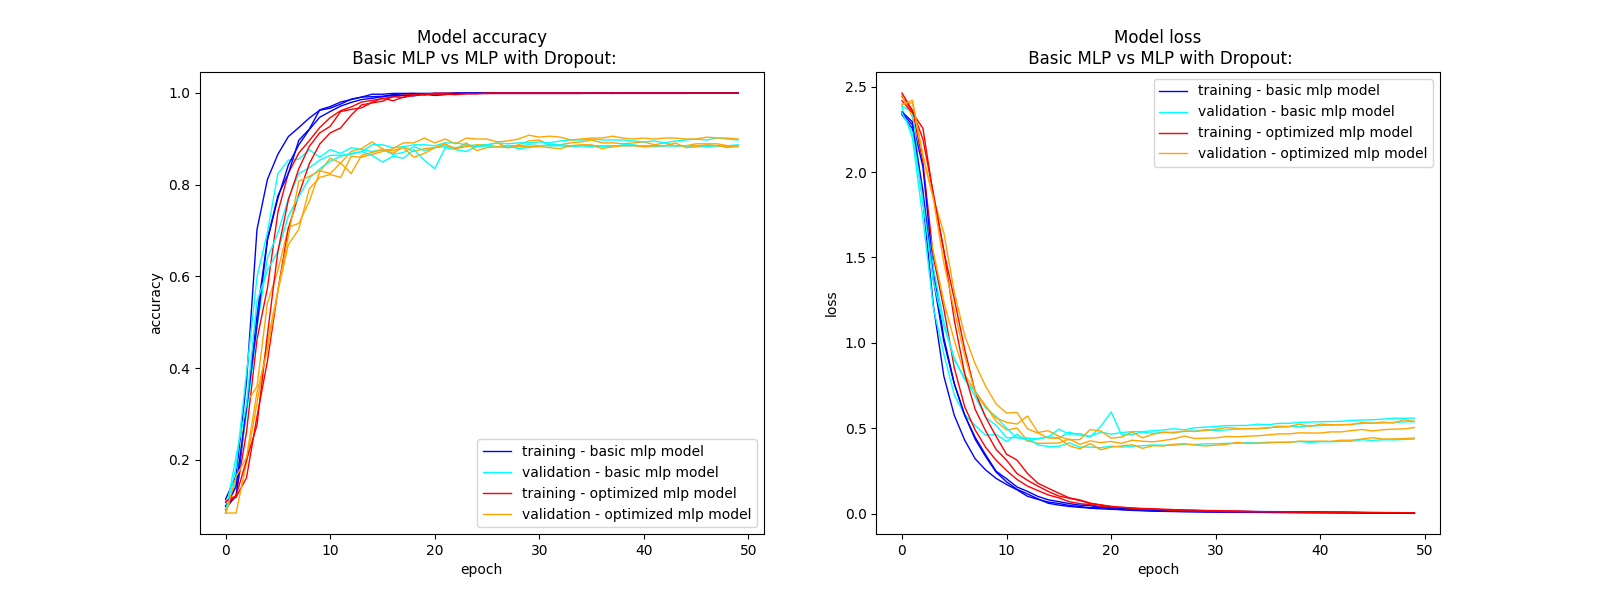 Model accuracy
Basic MLP vs MLP with Dropout:
1.0
0.8
0.6
0.4
0.2
accuracy
training - basic mlp model
validation - basic mlp model
training - optimized mlp model
validation - optimized mlp model
0 10 20 30 40 50
epoch
Model loss
Basic MLP vs MLP with Dropout:
2.5
2.0
1.5
1.0
0.5
0.0
loss
training - basic mlp model
validation - basic mlp model
training - optimized mlp model
validation - optimized mlp model
0 10 20 30 40 50
epoch